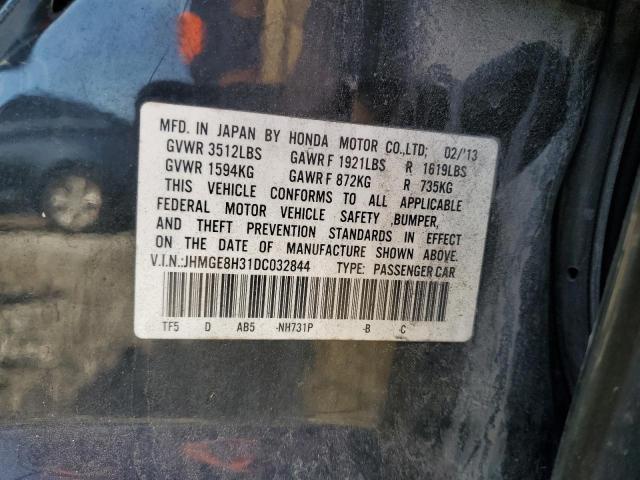 MFD. IN JAPAN BY HONDA MOTOR CO.,LTD; 02/'13
GVWR 3512LBS GAWR F 1921LBS R 1619LBS
GVWR 1594KG GAWR F 872KG R 735KG
THIS VEHICLE CONFORMS TO ALL APPLICABLE
FEDERAL MOTOR VEHICLE SAFETY, BUMPER,
AND THEFT PREVENTION STANDARDS IN EFFECT
ON THE DATE OF MANUFACTURE SHOWN ABOVE.
V.I.N.:JHMGE8H31DC032844 TYPE: PASSENGER CAR
TF5 D AB5 -NH731P -B -C